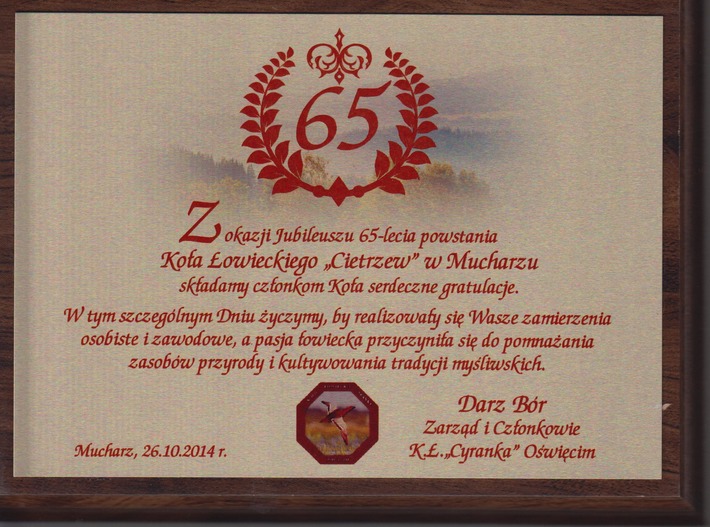 65
Z okazji Jubileuszu 65-lecia powstania
Koła Łowieckiego „Cietrzew” w Mucharzu
składamy członkom Koła serdeczne gratulacje.
W tym szczególnym Dniu życzymy, by realizowały się Wasze zamierzenia
osobiste i zawodowe, a pasja łowiecka przyczyniła się do pomnażania
zasobów przyrody i kultywowania tradycji myśliwskich.
Darz Bór
Zarząd i Członkowie
K.Ł.„Cyranka” Oświęcim
Mucharz, 26.10.2014 r.